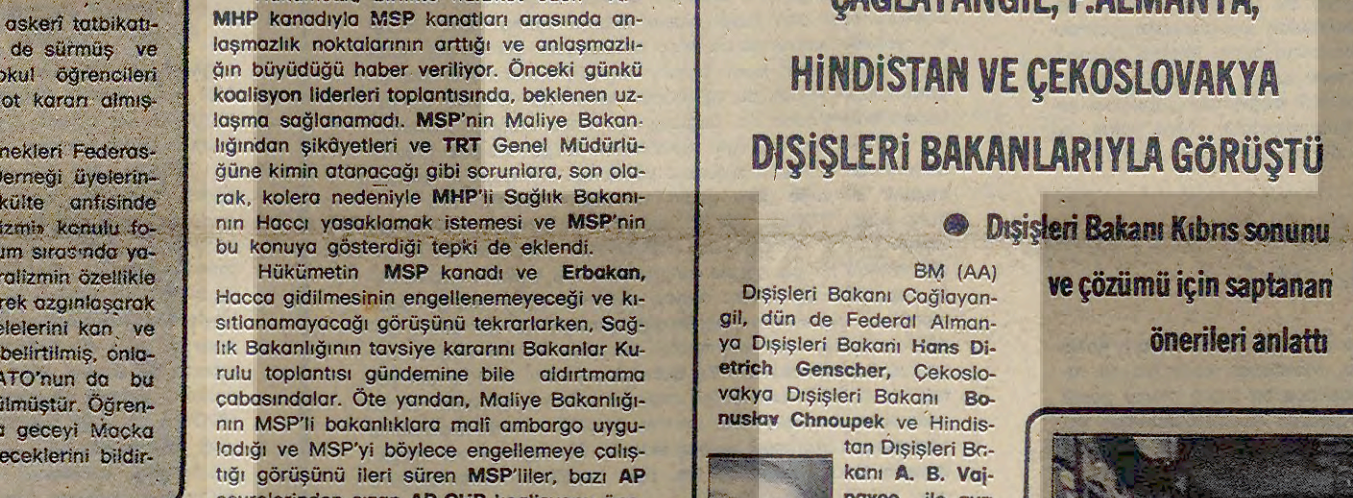 askerî tatbikatı-
de sürmüş ve
okul öğrencileri
ot kararı almış-
nekleri Federas-
Derneği üyelerin-
külte anfisinde
izmi» konulu fo-
um sırasında ya-
ralizmin özellikle
rek azgınlaşarak
elelerini kan ve
belirtilmiş, onla-
ATO'nun da bu
ülmüştür. Öğren-
geceyi Maçka
eceklerini bildir-
MHP kanadıyla MSP kanatları arasında an-
laşmazlık noktalarının arttığı ve anlaşmazlı-
ğın büyüdüğü haber veriliyor. Önceki günkü
koalisyon liderleri toplantısında, beklenen uz-
laşma sağlanamadı. MSP'nin Maliye Bakan-
lığından şikâyetleri ve TRT Genel Müdürlü-
ğüne kimin atanacağı gibi sorunlara, son ola-
rak, kolera nedeniyle MHP'li Sağlık Bakanı-
nın Haccı yasaklamak istemesi ve MSP'nin
bu konuya gösterdiği tepki de eklendi.
Hükümetin MSP kanadı ve Erbakan,
Hacca gidilmesinin engellenemeyeceği ve kı-
sıtlanamayacağı görüşünü tekrarlarken, Sağ-
lık Bakanlığının tavsiye kararını Bakanlar Ku-
rulu toplantısı gündemine bile aldırtmama
çabasındalar. Öte yandan, Maliye Bakanlığı-
nın MSP'li bakanlıklara malî ambargo uygu-
ladığı ve MSP'yi böylece engellemeye çalış-
tığı görüşünü ileri süren MSP'liler, bazı AP
ÇAĞLAYANGİL, F.ALMANYA,
HİNDİSTAN VE ÇEKOSLOVAKYA
DIŞİŞLERİ BAKANLARIYLA GÖRÜŞTÜ
● Dışişleri Bakanı Kıbrıs sorunu
ve çözümü için saptanan
önerileri anlattı
BM (AA)
Dışişleri Bakanı Çağlayan-
gil, dün de Federal Alman-
ya Dışişleri Bakanı Hans Di-
etrich Genscher, Çekoslo-
vakya Dışişleri Bakanı Bo-
nuslav Chnoupek ve Hindis-
tan Dışişleri Ba-
kanı A. B. Vaj-